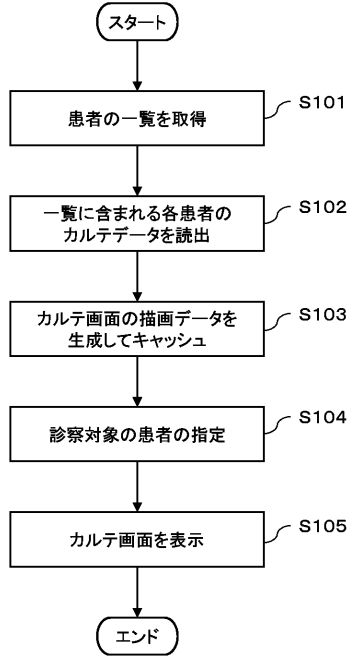 スタート
患者の一覧を取得
S101
一覧に含まれる各患者の
カルテデータを読出
S102
カルテ画面の描画データを
生成してキャッシュ
S103
診察対象の患者の指定
S104
カルテ画面を表示
S105
エンド